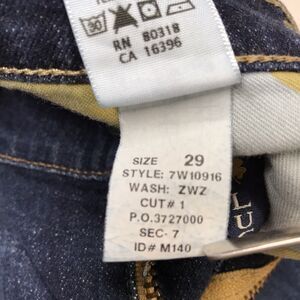 RN 80318
CA 16396
SIZE 29
STYLE: 7W10916
WASH: ZWZ
CUT# 1
P.O.3727000
SEC- 7
ID# M140
L
U